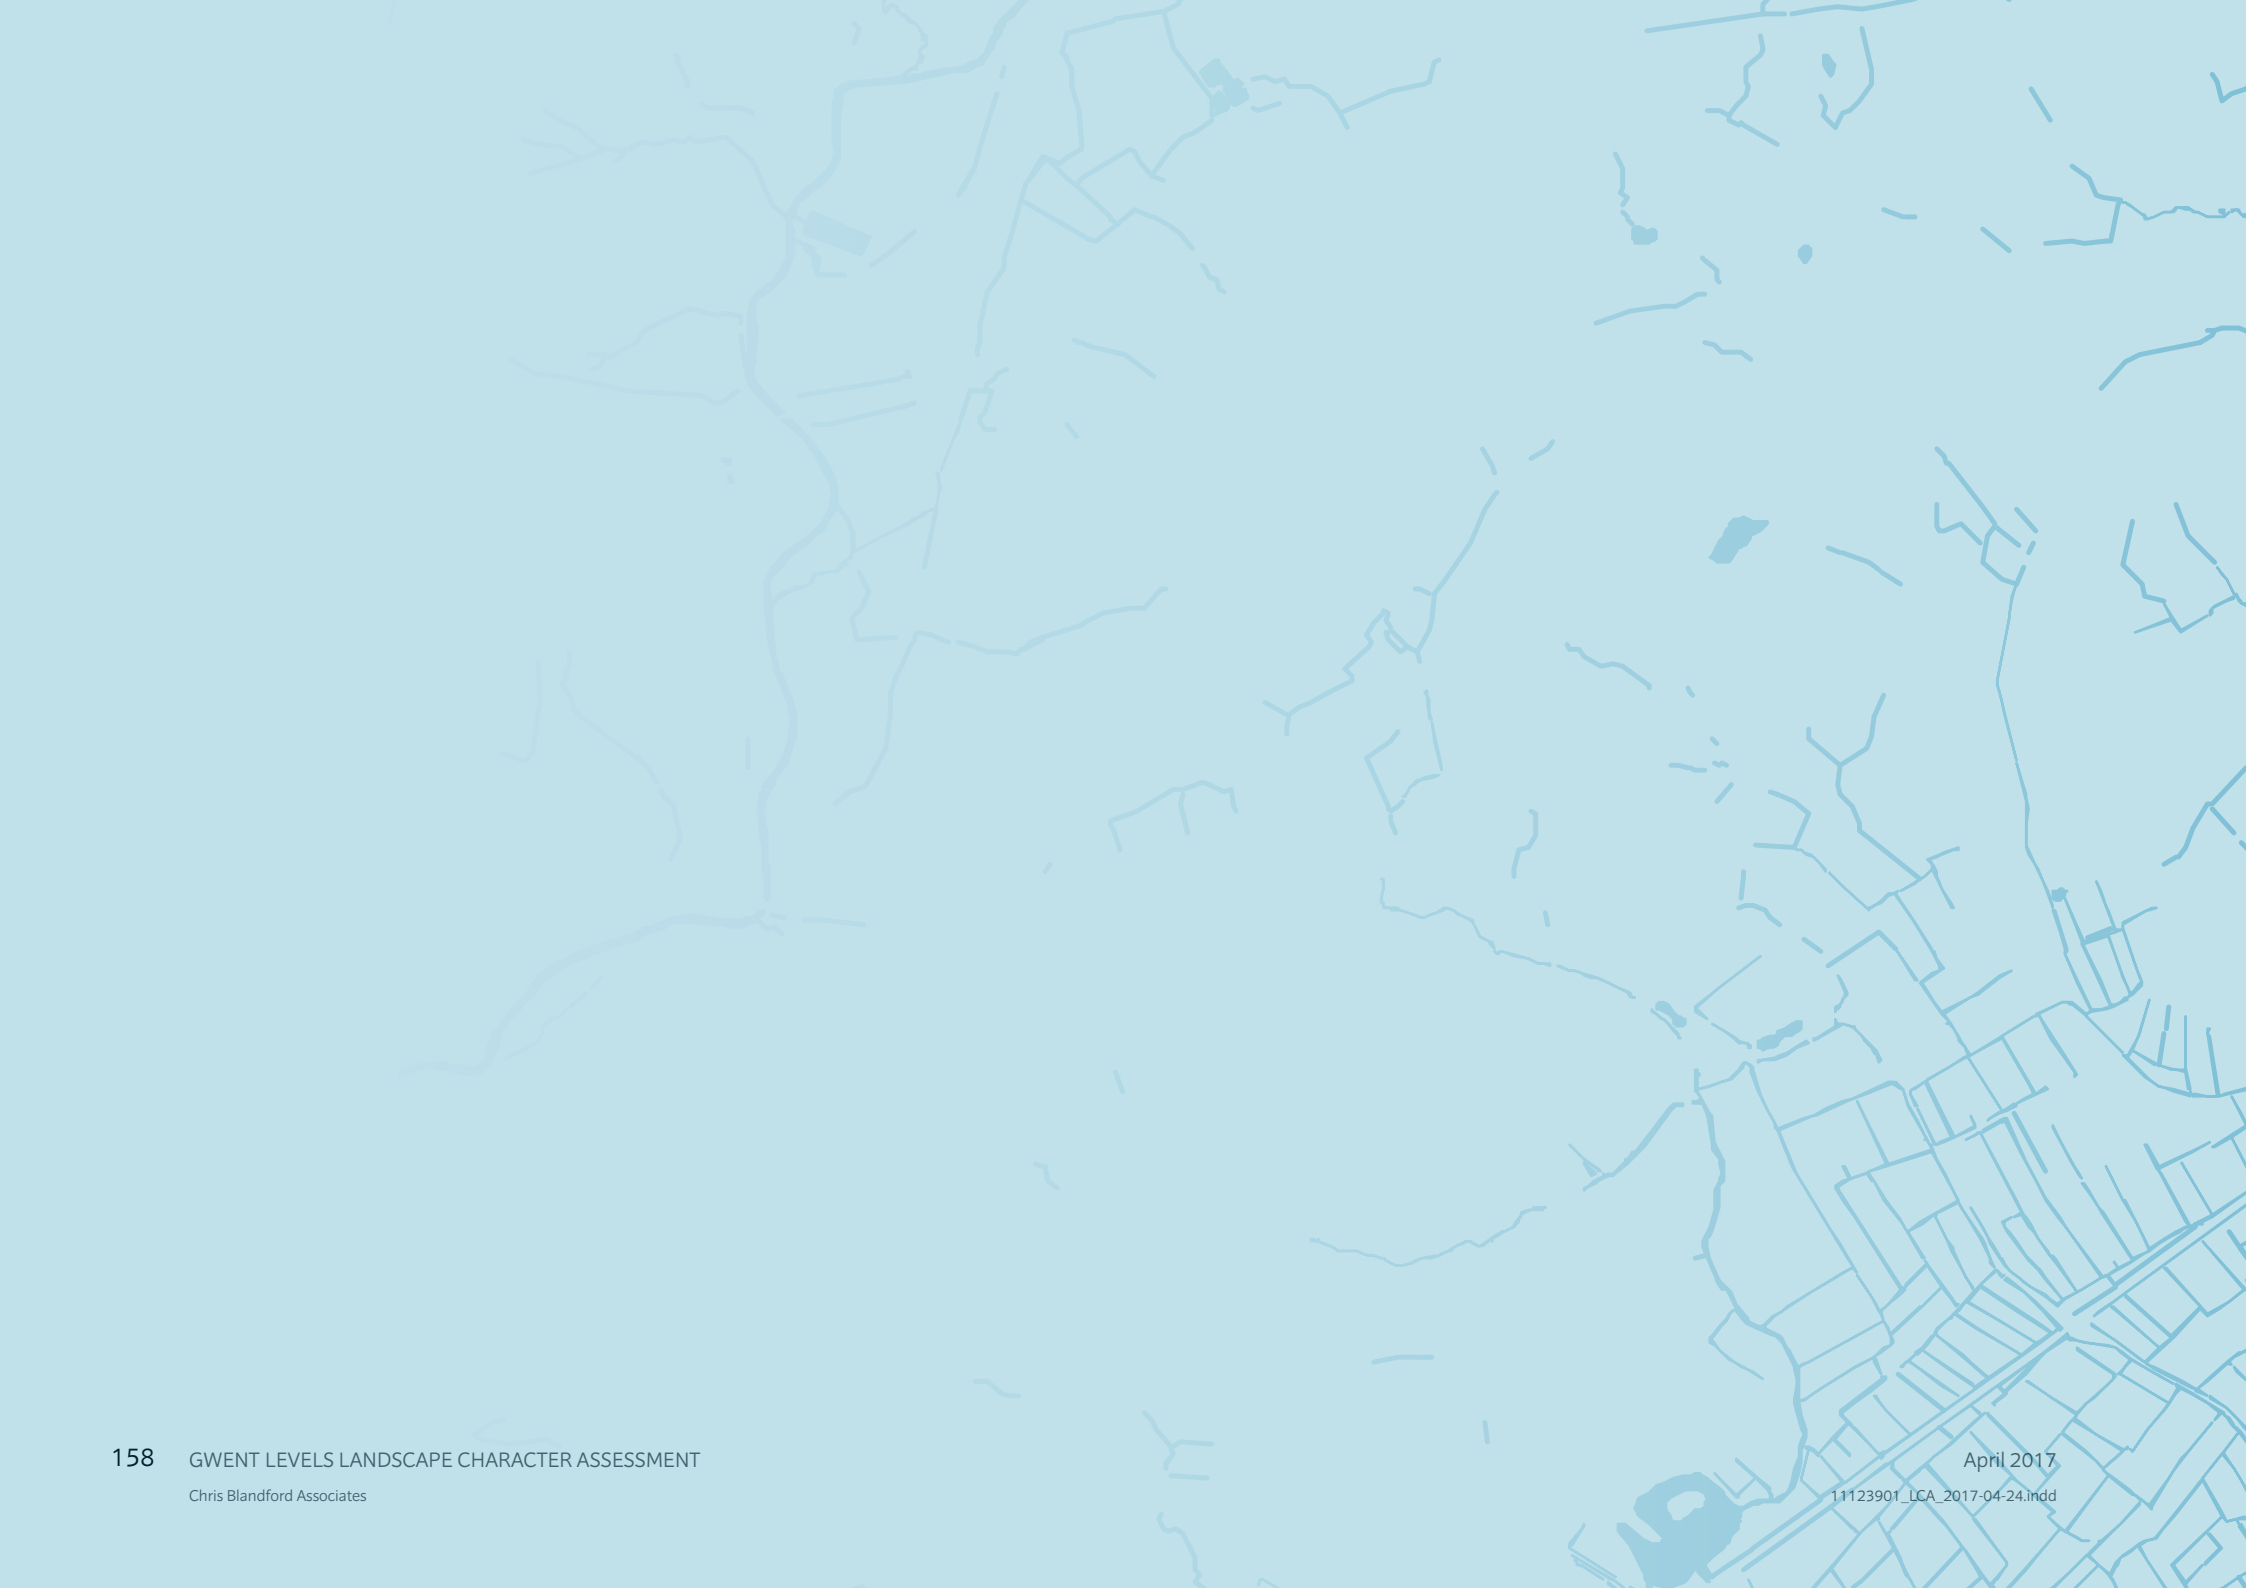 158 GWENT LEVELS LANDSCAPE CHARACTER ASSESSMENT April 2017
Chris Blandford Associates 11123901_LCA_2017-04-24.indd